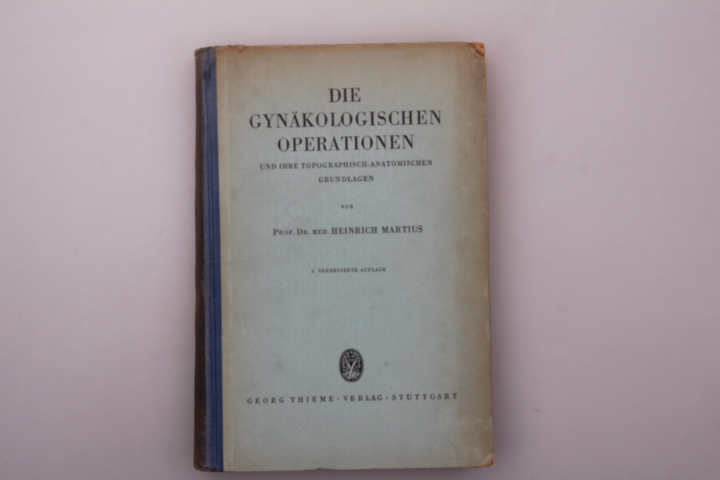 DIE
GYNÄKOLOGISCHEN
OPERATIONEN
UND IHRE TOPOGRAPHISCH-ANATOMISCHEN
GRUNDLAGEN
VON
PROF. DR. MED. HEINRICH MARTIUS
VERBESSERTE AUFLAGE
GEORG THIEME · VERLAG · STUTTGART